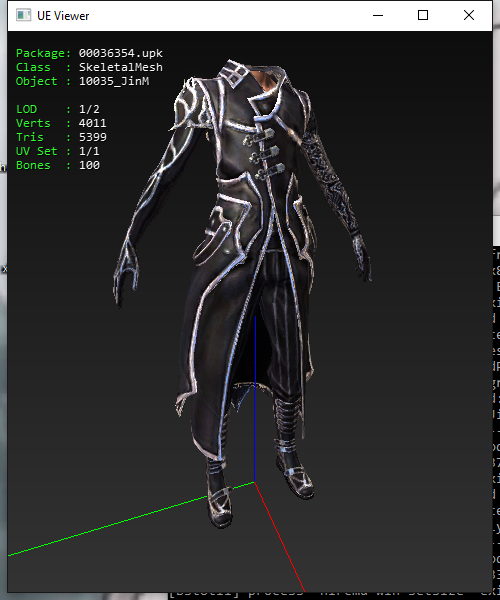 UE Viewer
Package: 00036354.upk
Class : SkeletalMesh
Object : 10035_JinM
LOD : 1/2
Verts : 4011
Tris : 5399
UV Set : 1/1
Bones : 100